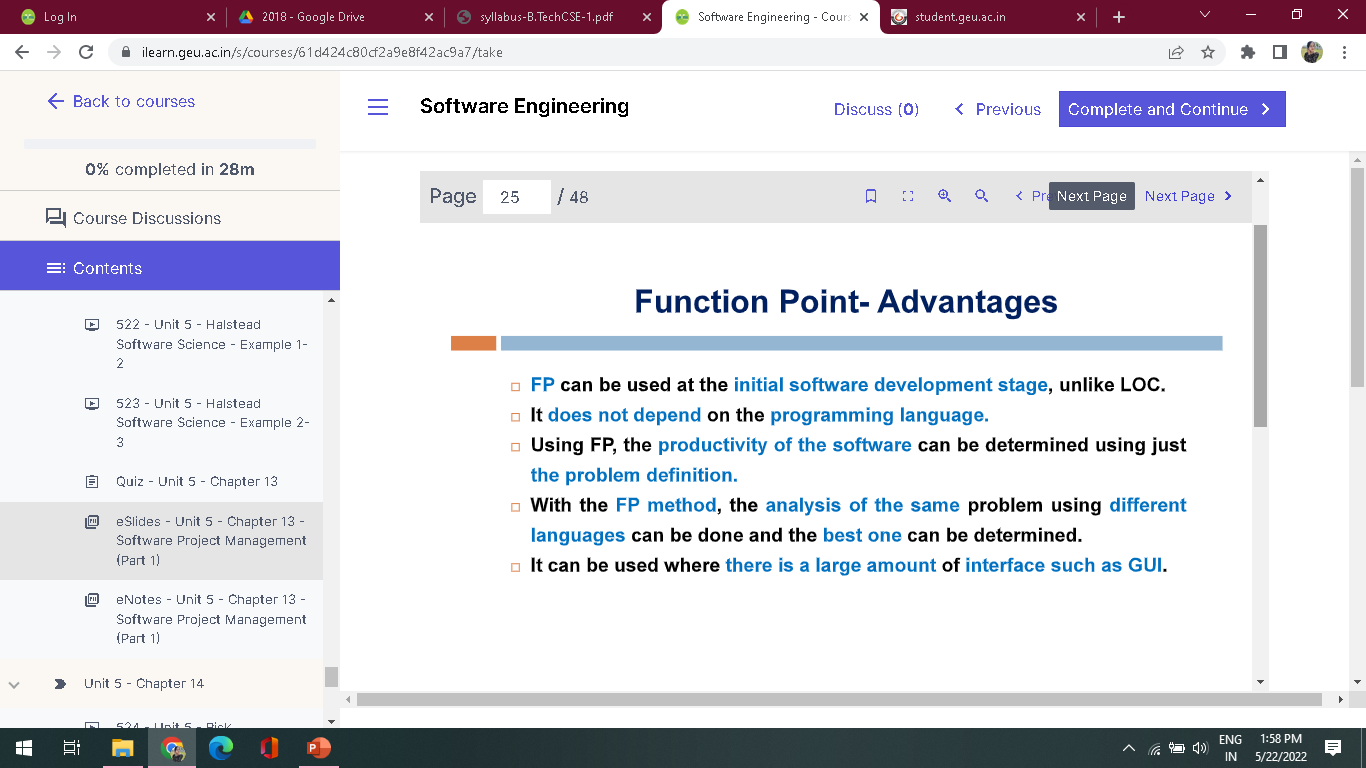 Log In
2018 - Google Drive
syllabus-B.TechCSE-1.pdf
Software Engineering - Cours
student.geu.ac.in
ilearn.geu.ac.in/s/courses/61d424c80cf2a9e8f42ac9a7/take
Back to courses
0% completed in 28m
Course Discussions
Contents
522 - Unit 5 - Halstead
Software Science - Example 1-
2
523 - Unit 5 - Halstead
Software Science - Example 2-
3
Quiz - Unit 5 - Chapter 13
eSlides - Unit 5 - Chapter 13 -
Software Project Management
(Part 1)
eNotes - Unit 5 - Chapter 13 -
Software Project Management
(Part 1)
Unit 5 - Chapter 14
524 - Unit 5 - Risk
Software Engineering
Discuss (0)
Previous
Complete and Continue
Page 25 / 48
Pre
Next Page
Next Page
Function Point- Advantages
FP can be used at the initial software development stage, unlike LOC.
It does not depend on the programming language.
Using FP, the productivity of the software can be determined using just
the problem definition.
With the FP method, the analysis of the same problem using different
languages can be done and the best one can be determined.
It can be used where there is a large amount of interface such as GUI.
ENG
IN
1:58 PM
5/22/2022